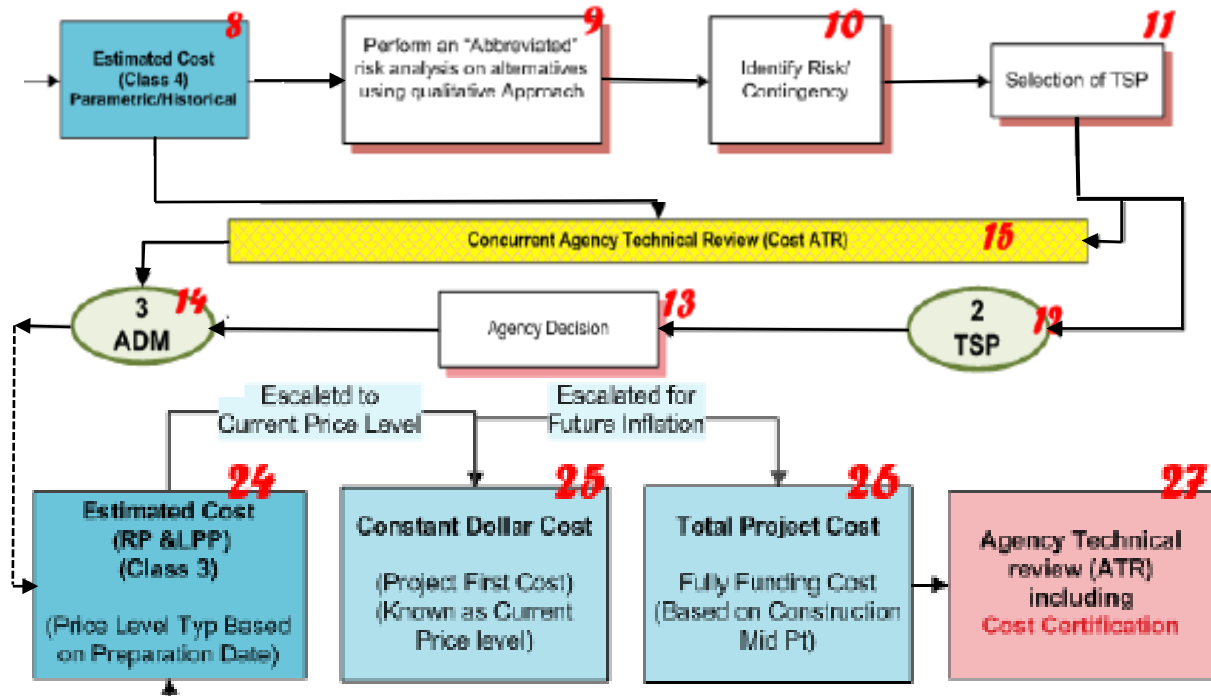 8
Estimated Cost
(Class 4)
Parametric/Historical
9
Perform an "Abbreviated"
risk analysis on alternatives
using qualitative Approach
10
Identify Risk/
Contingency
11
Selection of TSP
Concurrent Agency Technical Review (Cost ATR)
15
3
ADM
14
13
Agency Decision
2
TSP
12
Escaletd to
Current Price Level
Escalated for
Future Inflation
24
Estimated Cost
(RP &LPP)
(Class 3)
(Price Level Typ Based
on Preparation Date)
25
Constant Dollar Cost
(Project First Cost)
(Known as Current
Price level)
26
Total Project Cost
Fully Funding Cost
(Based on Construction
Mid Pt)
27
Agency Technical
review (ATR)
including
Cost Certification